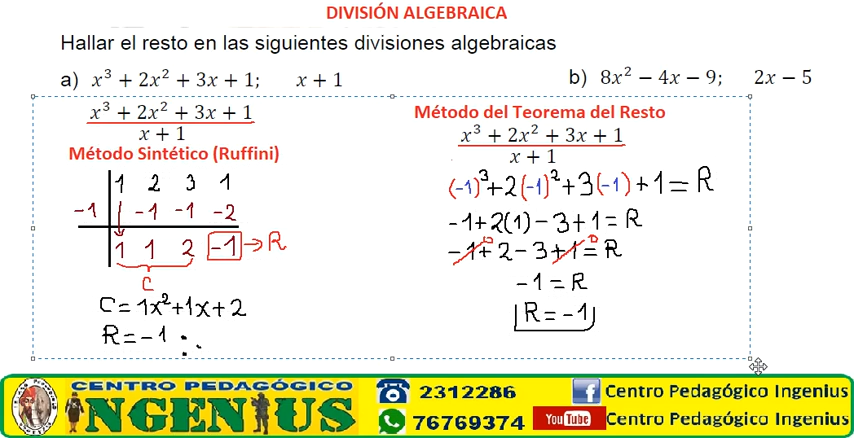 DIVISIÓN ALGEBRAICA
Hallar el resto en las siguientes divisiones algebraicas
a) x³ + 2x² + 3x + 1; x + 1
b) 8x² − 4x − 9; 2x − 5
x³ + 2x² + 3x + 1
x + 1
Método Sintético (Ruffini)
1 2 3 1
-1 -1 -1 -2
1 1 2 -1 → R
C
C = 1x² + 1x + 2
R = -1 ∴
Método del Teorema del Resto
x³ + 2x² + 3x + 1
x + 1
(-1)³ + 2(-1)² + 3(-1) + 1 = R
-1 + 2(1) - 3 + 1 = R
-1 + 2 - 3 + 1 = R
0 0
-1 = R
R = -1
CENTRO PEDAGÓGICO
INGENIUS
2312286
76769374
f Centro Pedagógico Ingenius
YouTube Centro Pedagógico Ingenius